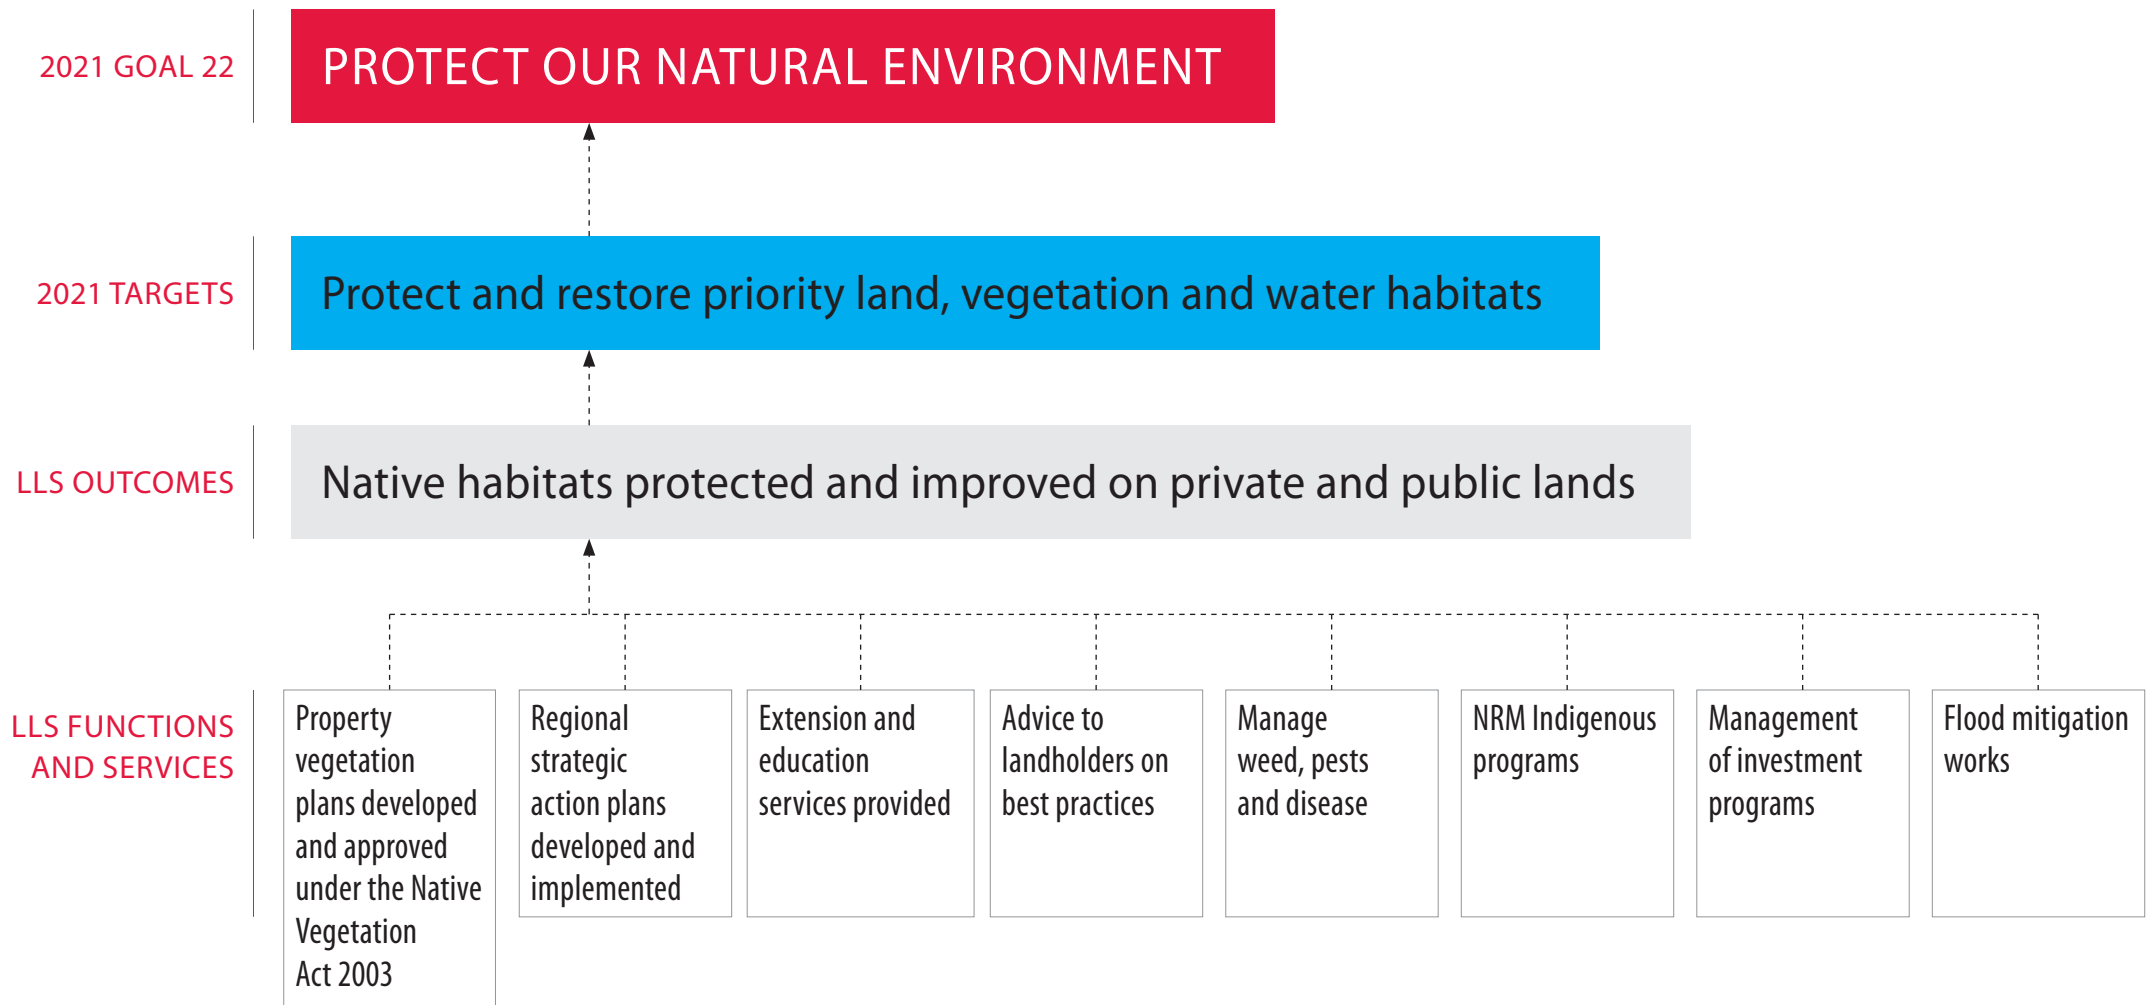 2021 GOAL 22
PROTECT OUR NATURAL ENVIRONMENT
2021 TARGETS
Protect and restore priority land, vegetation and water habitats
LLS OUTCOMES
Native habitats protected and improved on private and public lands
LLS FUNCTIONS
AND SERVICES
Property
vegetation
plans developed
and approved
under the Native
Vegetation
Act 2003
Regional
strategic
action plans
developed and
implemented
Extension and
education
services provided
Advice to
landholders on
best practices
Manage
weed, pests
and disease
NRM Indigenous
programs
Management
of investment
programs
Flood mitigation
works